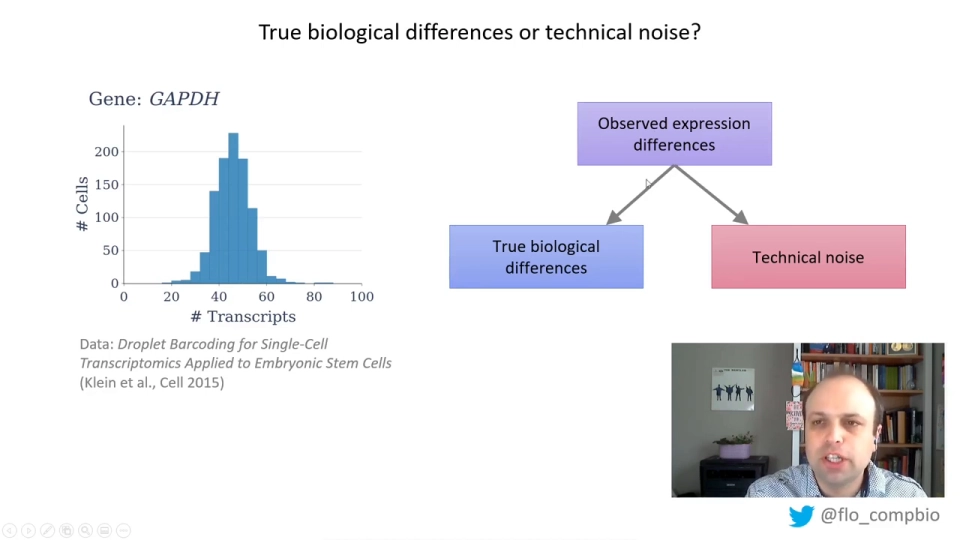 True biological differences or technical noise?
Gene: GAPDH
# Cells
200
150
100
50
0
0 20 40 60 80 100
# Transcripts
Data: Droplet Barcoding for Single-Cell
Transcriptomics Applied to Embryonic Stem Cells
(Klein et al., Cell 2015)
Observed expression
differences
True biological
differences
Technical noise
@flo_compbio